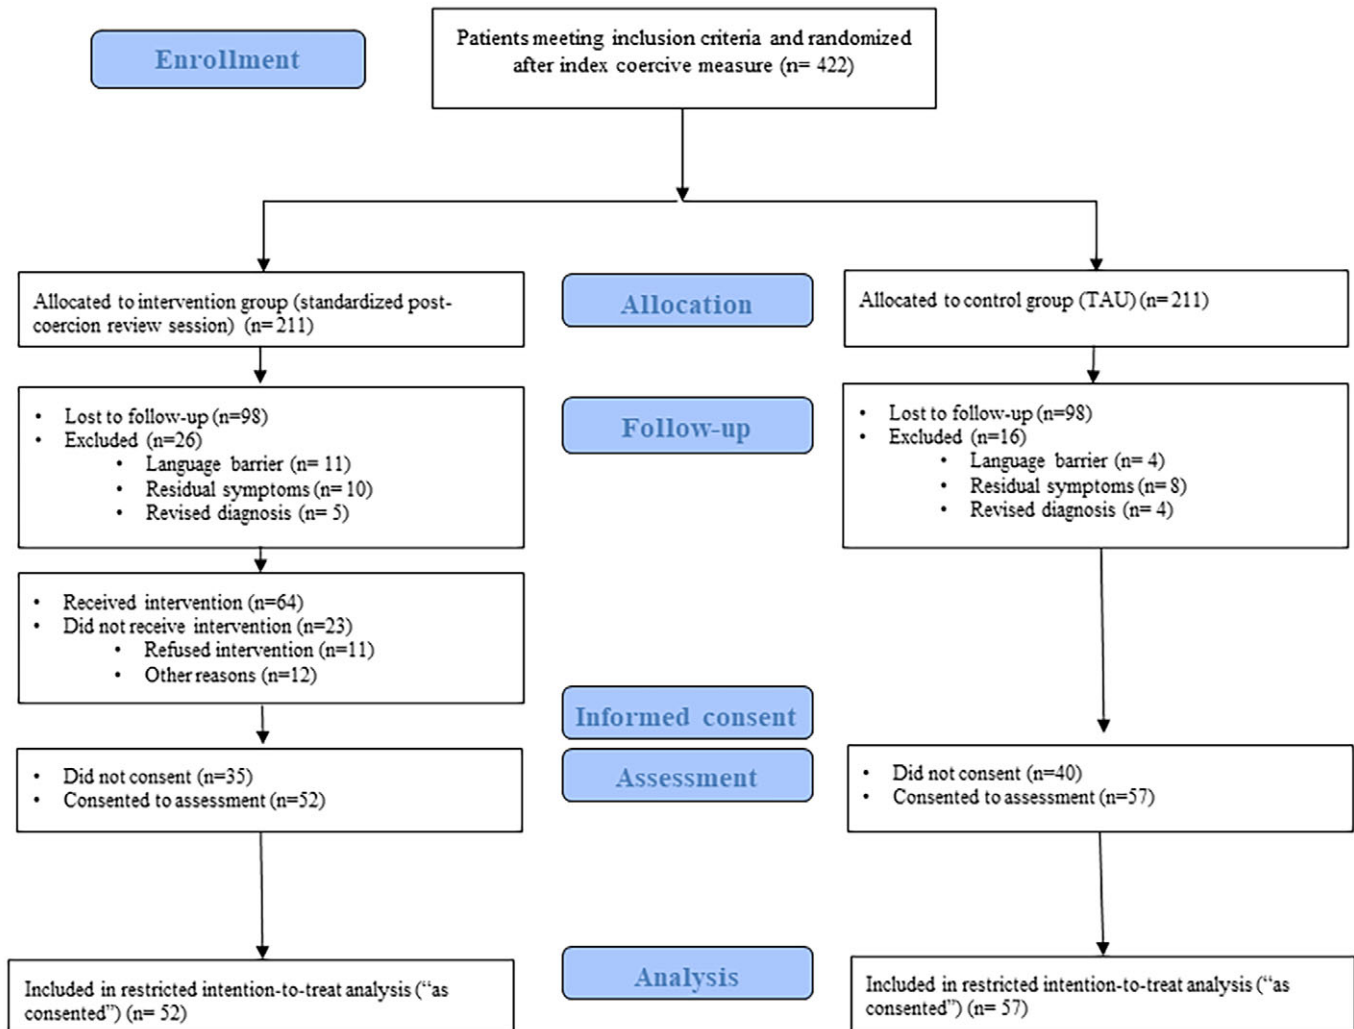 Enrollment
Patients meeting inclusion criteria and randomized
after index coercive measure (n= 422)
Allocated to intervention group (standardized post-
coercion review session) (n= 211)
Allocation
Allocated to control group (TAU) (n= 211)
• Lost to follow-up (n=98)
• Excluded (n=26)
• Language barrier (n= 11)
• Residual symptoms (n= 10)
• Revised diagnosis (n= 5)
Follow-up
• Lost to follow-up (n=98)
• Excluded (n=16)
• Language barrier (n= 4)
• Residual symptoms (n= 8)
• Revised diagnosis (n= 4)
• Received intervention (n=64)
• Did not receive intervention (n=23)
• Refused intervention (n=11)
• Other reasons (n=12)
Informed consent
• Did not consent (n=35)
• Consented to assessment (n=52)
Assessment
• Did not consent (n=40)
• Consented to assessment (n=57)
Included in restricted intention-to-treat analysis (“as
consented”) (n= 52)
Analysis
Included in restricted intention-to-treat analysis (“as
consented”) (n= 57)